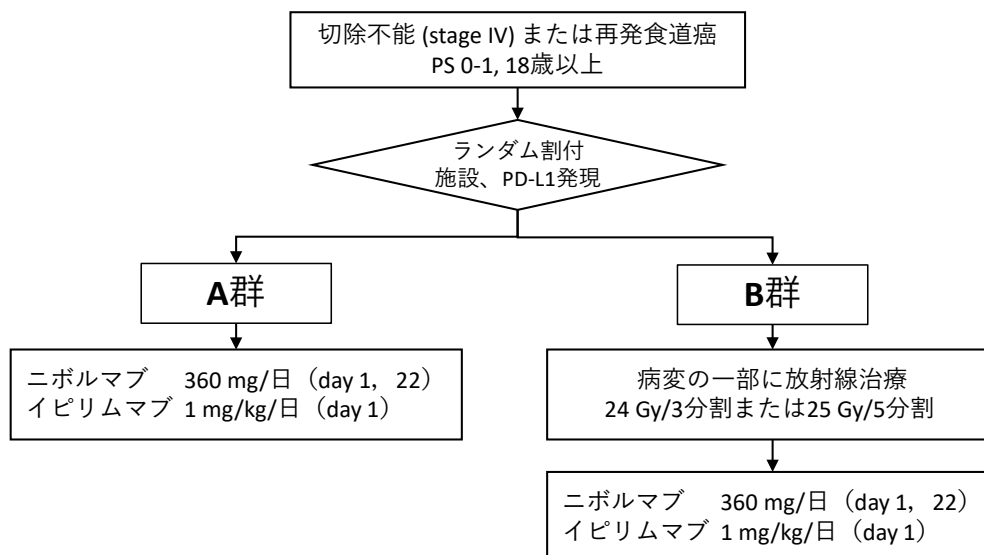 切除不能 (stage IV) または再発食道癌
PS 0-1, 18歳以上
ランダム割付
施設、PD-L1発現
A群
ニボルマブ 360 mg/日（day 1，22）
イピリムマブ 1 mg/kg/日（day 1）
B群
病変の一部に放射線治療
24 Gy/3分割または25 Gy/5分割
ニボルマブ 360 mg/日（day 1，22）
イピリムマブ 1 mg/kg/日（day 1）